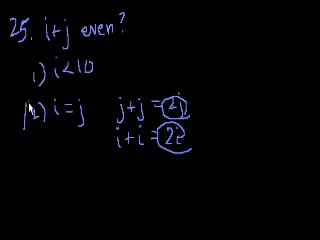 25. i+j even?
1) i<10
2) i=j
j+j=2j
i+i=2i